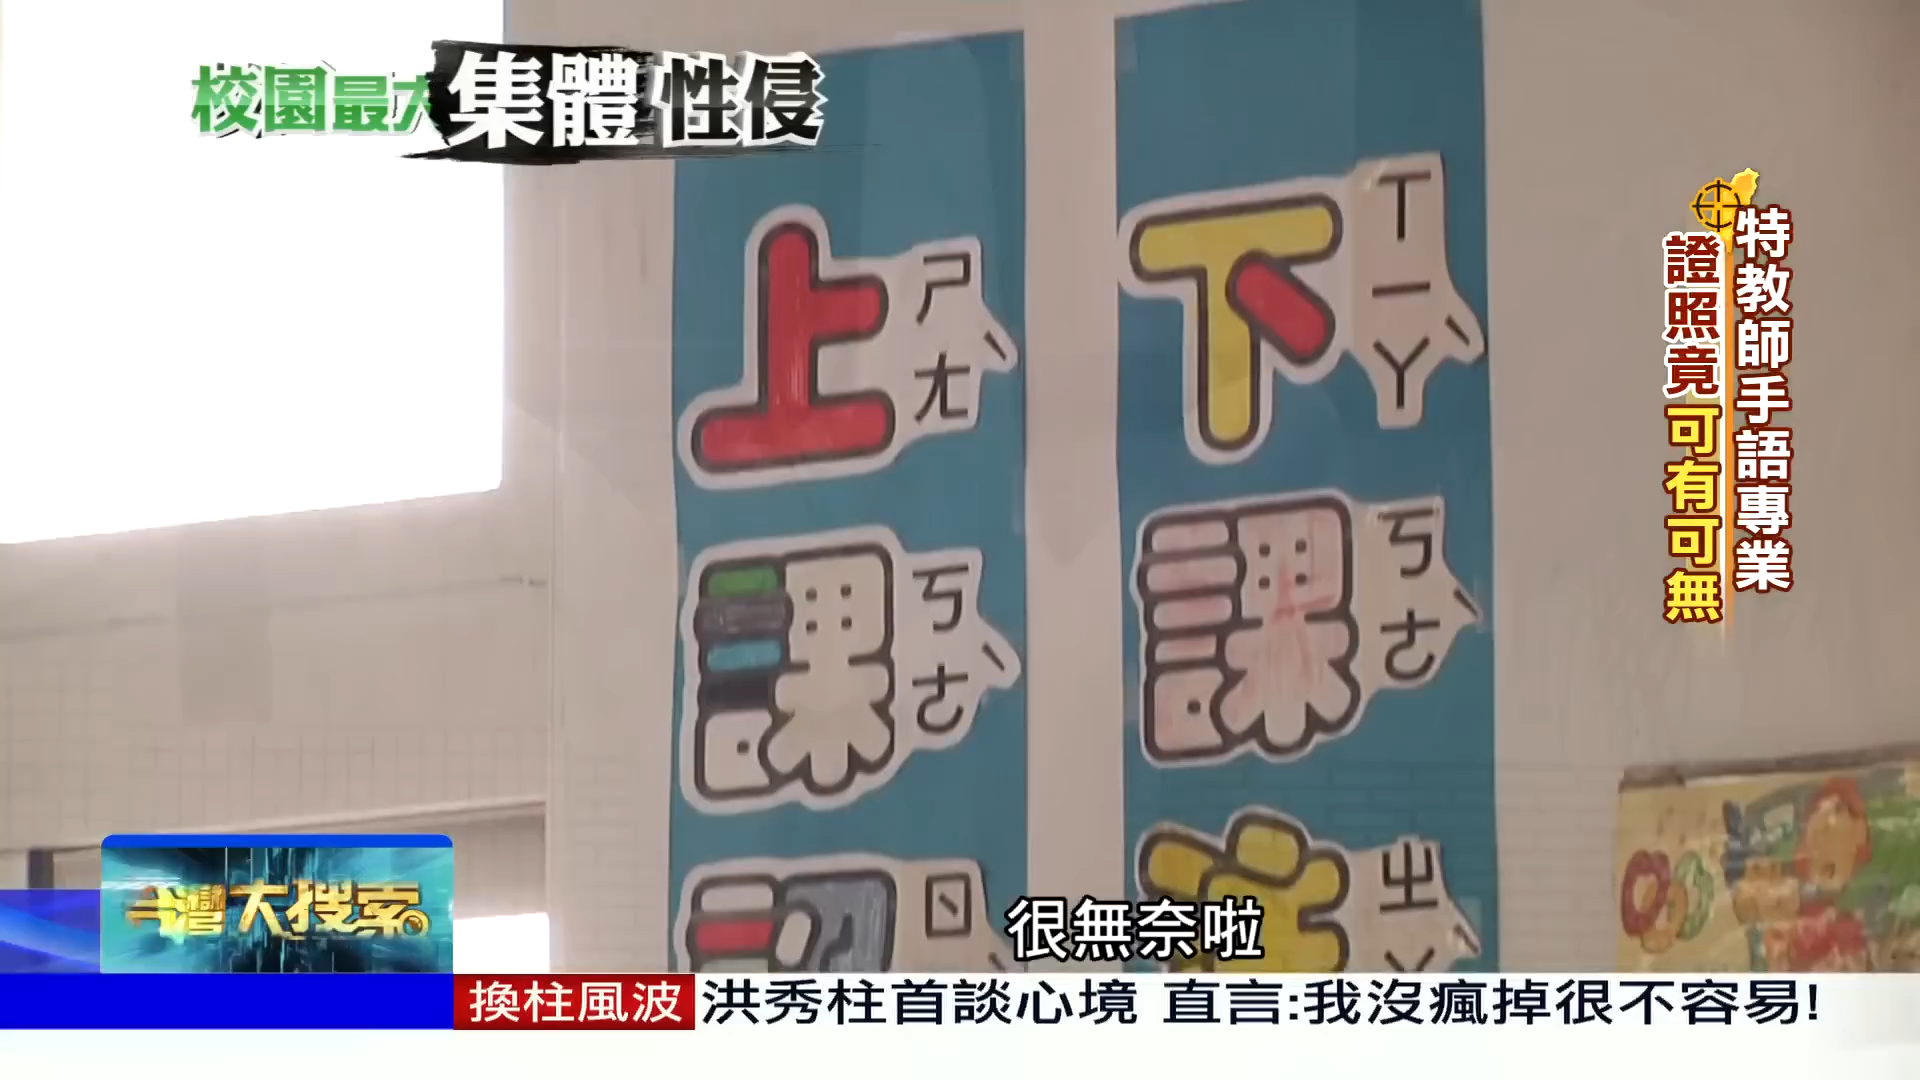 校園最大集體性侵
特教師手語專業
證照竟可有可無
上ㄕㄤˋ
課ㄎㄜˋ
下ㄒㄧㄚˋ
課ㄎㄜˋ
很無奈啦
台灣大搜索
換柱風波 洪秀柱首談心境 直言:我沒瘋掉很不容易!